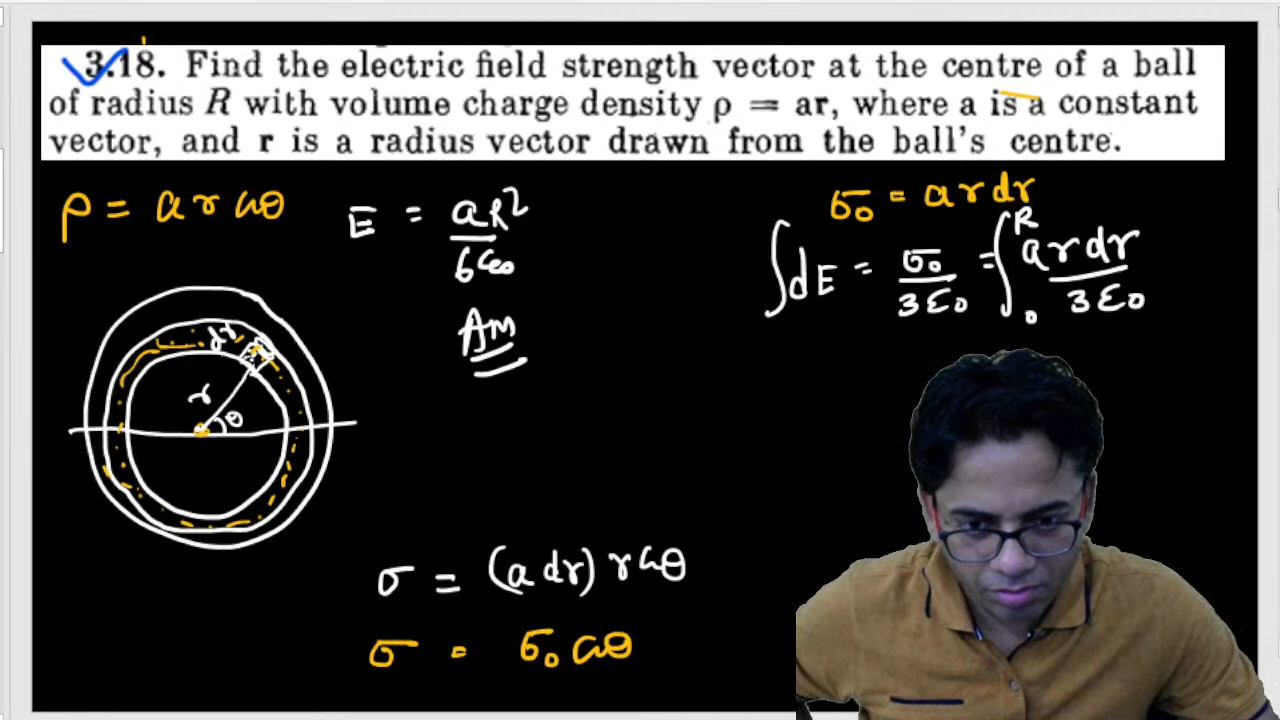 3.18. Find the electric field strength vector at the centre of a ball
of radius R with volume charge density ρ = ar, where a is a constant
vector, and r is a radius vector drawn from the ball's centre.
ρ = a r cosθ
E = aR²/6ε₀
Ans
σ₀ = a r dr
∫dE = σ₀/3ε₀ = ∫₀ᴿ a r dr/3ε₀
dr
r
θ
σ = (a dr) r cosθ
σ = σ₀ cosθ